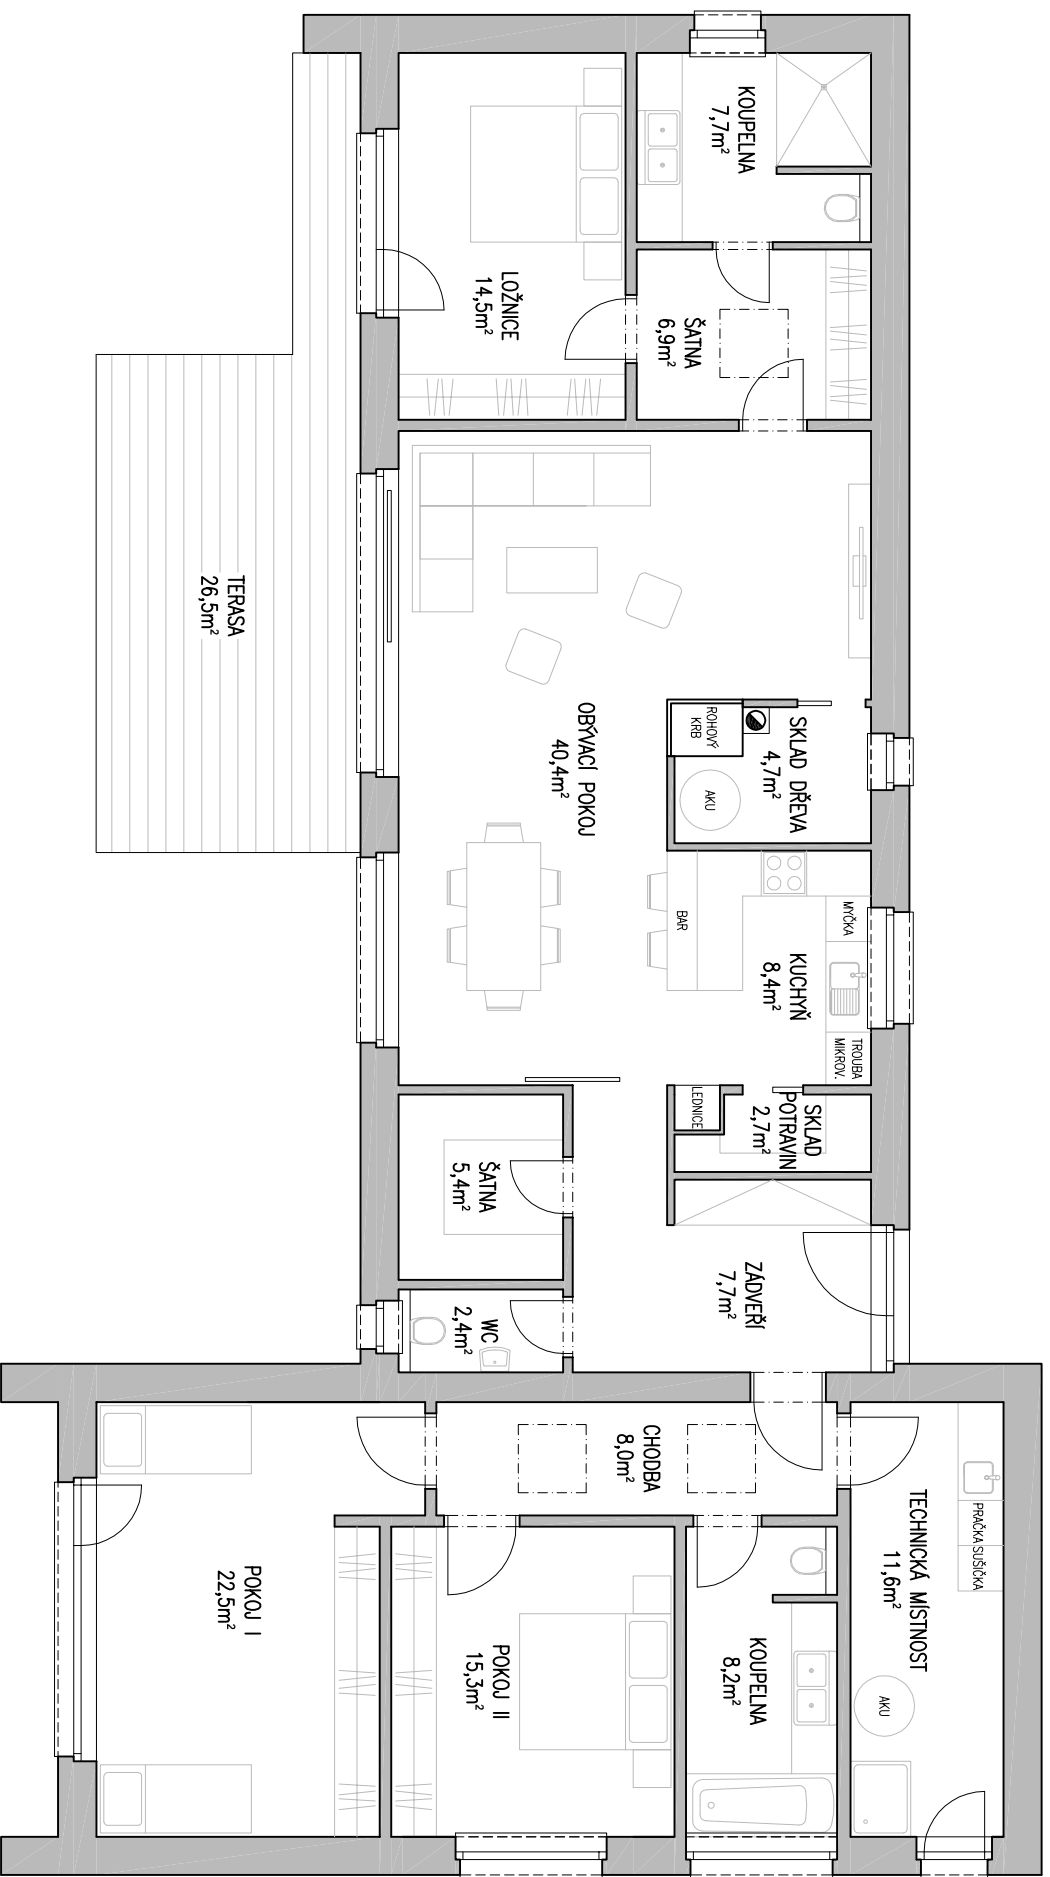 KOUPELNA
7,7m²
LOŽNICE
14,5m²
ŠATNA
6,9m²
TERASA
26,5m²
OBÝVACÍ POKOJ
40,4m²
ROHOVÝ
KRB
SKLAD DŘEVA
4,7m²
AKU
BAR
MYČKA
KUCHYŇ
8,4m²
TROUBA
MIKROV.
LEDNICE
SKLAD
POTRAVIN
2,7m²
ŠATNA
5,4m²
ZÁDVEŘÍ
7,7m²
WC
2,4m²
CHODBA
8,0m²
TECHNICKÁ MÍSTNOST
11,6m²
PRAČKA
SUŠIČKA
AKU
POKOJ I
22,5m²
POKOJ II
15,3m²
KOUPELNA
8,2m²